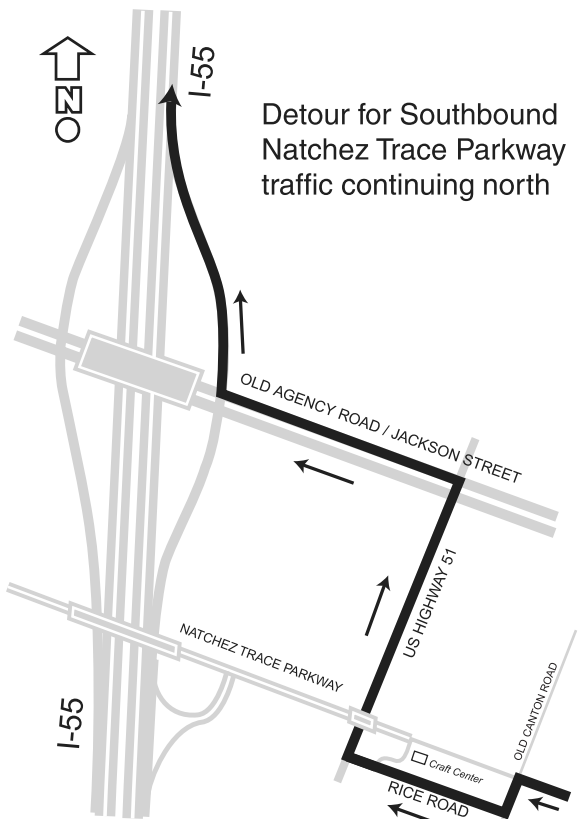 I-55
NO
Detour for Southbound
Natchez Trace Parkway
traffic continuing north
OLD AGENCY ROAD / JACKSON STREET
US HIGHWAY 51
NATCHEZ TRACE PARKWAY
OLD CANTON ROAD
I-55
Craft Center
RICE ROAD